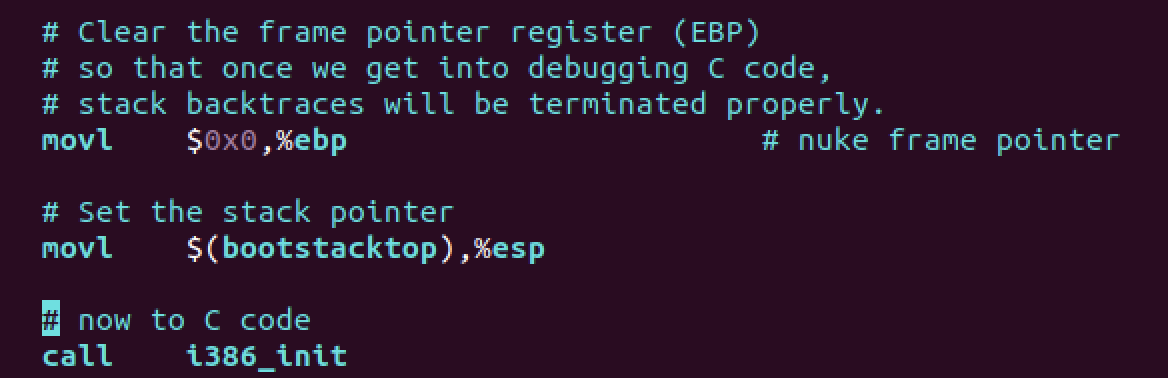 # Clear the frame pointer register (EBP)
# so that once we get into debugging C code,
# stack backtraces will be terminated properly.
movl    $0x0,%ebp                       # nuke frame pointer
# Set the stack pointer
movl    $(bootstacktop),%esp
# now to C code
call    i386_init